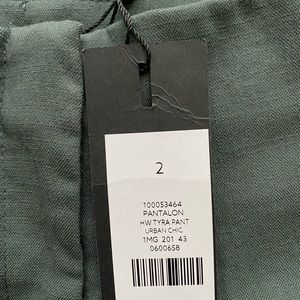 2
100053464
PANTALON
HW TYRA PANT
URBAN CHIC
1MG 201 43
0600658